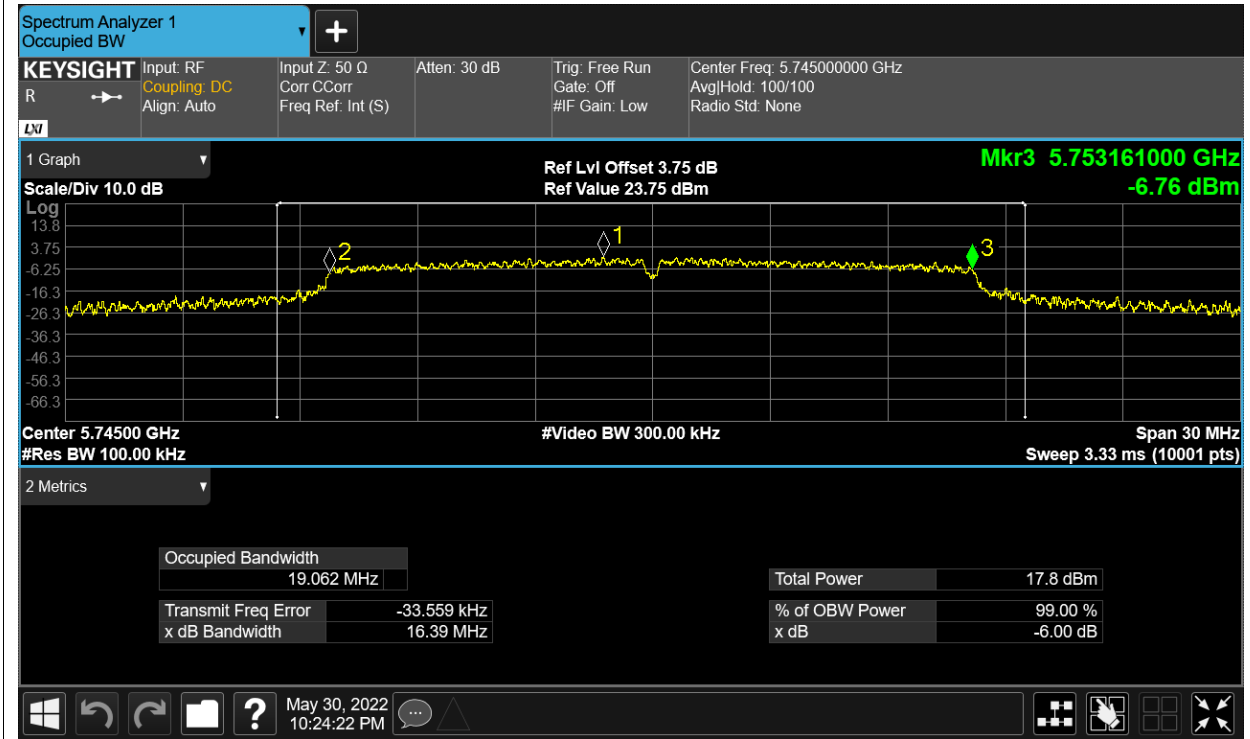 Spectrum Analyzer 1
Occupied BW
KEYSIGHT
R
LXI
Input: RF
Coupling: DC
Align: Auto
Input Z: 50 Ω
Corr CCorr
Freq Ref: Int (S)
Atten: 30 dB
Trig: Free Run
Gate: Off
#IF Gain: Low
Center Freq: 5.745000000 GHz
Avg|Hold: 100/100
Radio Std: None
1 Graph
Scale/Div 10.0 dB
Ref Lvl Offset 3.75 dB
Ref Value 23.75 dBm
Mkr3 5.753161000 GHz
-6.76 dBm
Log
13.8
3.75
-6.25
-16.3
-26.3
-36.3
-46.3
-56.3
-66.3
2
1
3
Center 5.74500 GHz
#Res BW 100.00 kHz
#Video BW 300.00 kHz
Span 30 MHz
Sweep 3.33 ms (10001 pts)
2 Metrics
Occupied Bandwidth
19.062 MHz
Transmit Freq Error -33.559 kHz
x dB Bandwidth 16.39 MHz
Total Power 17.8 dBm
% of OBW Power 99.00 %
x dB -6.00 dB
?
May 30, 2022
10:24:22 PM